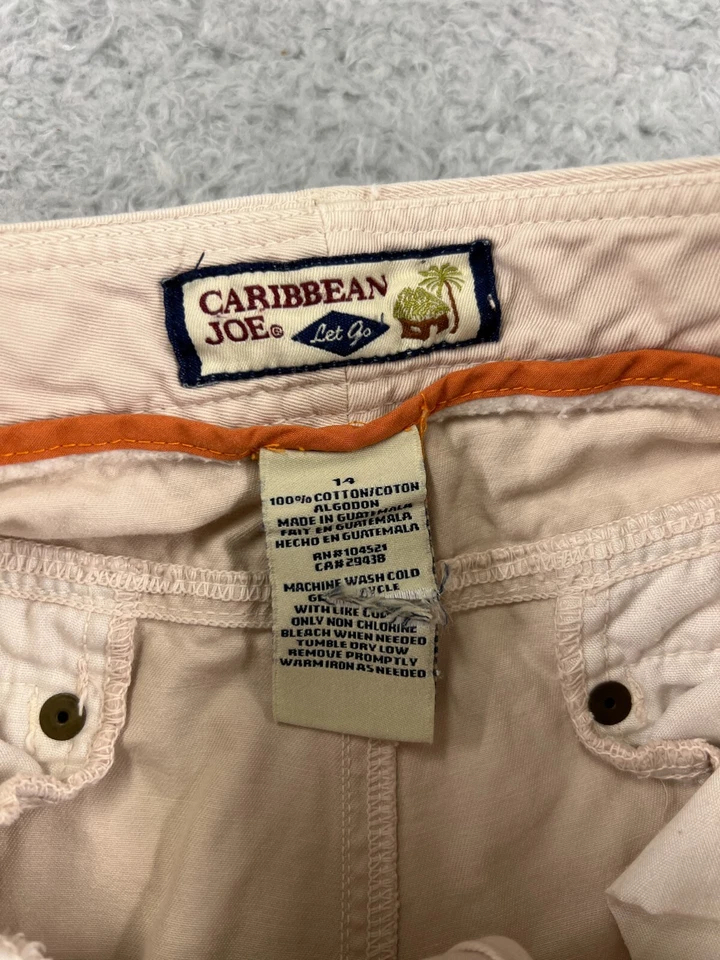 CARIBBEAN
JOE®
Let Go
14
100% COTTON/COTON
ALGODON
MADE IN GUATEMALA
FAIT EN GUATEMALA
HECHO EN GUATEMALA
RN#104521
CA#29438
MACHINE WASH COLD
WITH LIKE
ONLY NON CHLORINE
BLEACH WHEN NEEDED
TUMBLE DRY LOW
REMOVE PROMPTLY
WARM IRON AS NEEDED